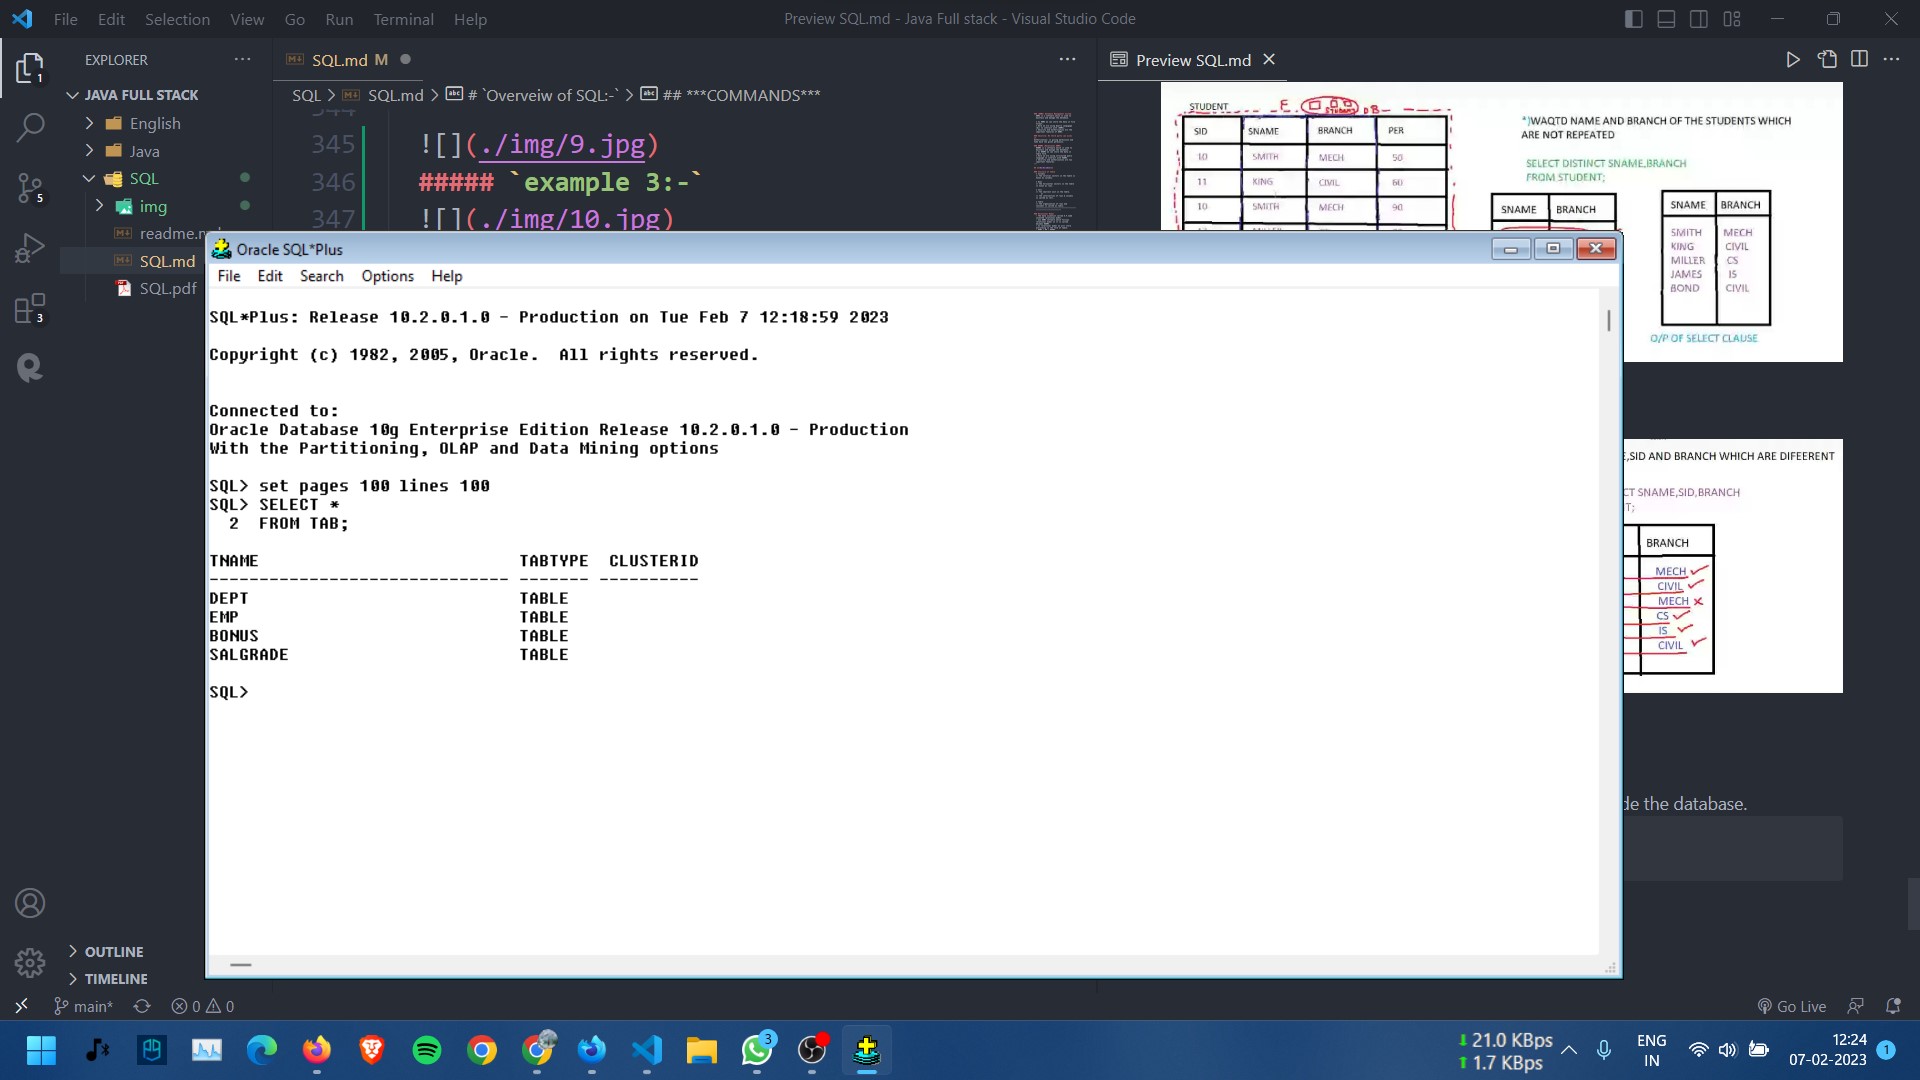 File Edit Selection View Go Run Terminal Help
Preview SQL.md - Java Full stack - Visual Studio Code
EXPLORER
JAVA FULL STACK
English
Java
SQL
img
readme.m
SQL.md
SQL.pdf
OUTLINE
TIMELINE
1
5
3
SQL.md M
SQL > SQL.md > # `Overveiw of SQL:-` > ## ***COMMANDS***
345 ![](./img/9.jpg)
346 ##### `example 3:-`
347 ![](./img/10.jpg)
Preview SQL.md
STUDENT
SID SNAME BRANCH PER
10 SMITH MECH 50
11 KING CIVIL 60
10 SMITH MECH 90
*)WAQTD NAME AND BRANCH OF THE STUDENTS WHICH
ARE NOT REPEATED
SELECT DISTINCT SNAME,BRANCH
FROM STUDENT;
SNAME BRANCH
SNAME BRANCH
SMITH MECH
KING CIVIL
MILLER CS
JAMES IS
BOND CIVIL
O/P OF SELECT CLAUSE
,SID AND BRANCH WHICH ARE DIFEERENT
CT SNAME,SID,BRANCH
T;
BRANCH
MECH
CIVIL
MECH
CS
IS
CIVIL
de the database.
Oracle SQL*Plus
File Edit Search Options Help
SQL*Plus: Release 10.2.0.1.0 - Production on Tue Feb 7 12:18:59 2023
Copyright (c) 1982, 2005, Oracle.  All rights reserved.
Connected to:
Oracle Database 10g Enterprise Edition Release 10.2.0.1.0 - Production
With the Partitioning, OLAP and Data Mining options
SQL> set pages 100 lines 100
SQL> SELECT *
2  FROM TAB;
TNAME TABTYPE CLUSTERID
------------------------------ ------- ----------
DEPT TABLE
EMP TABLE
BONUS TABLE
SALGRADE TABLE
SQL>
main* 0 0
Go Live
3
21.0 KBps
1.7 KBps
ENG
IN
12:24
07-02-2023
1